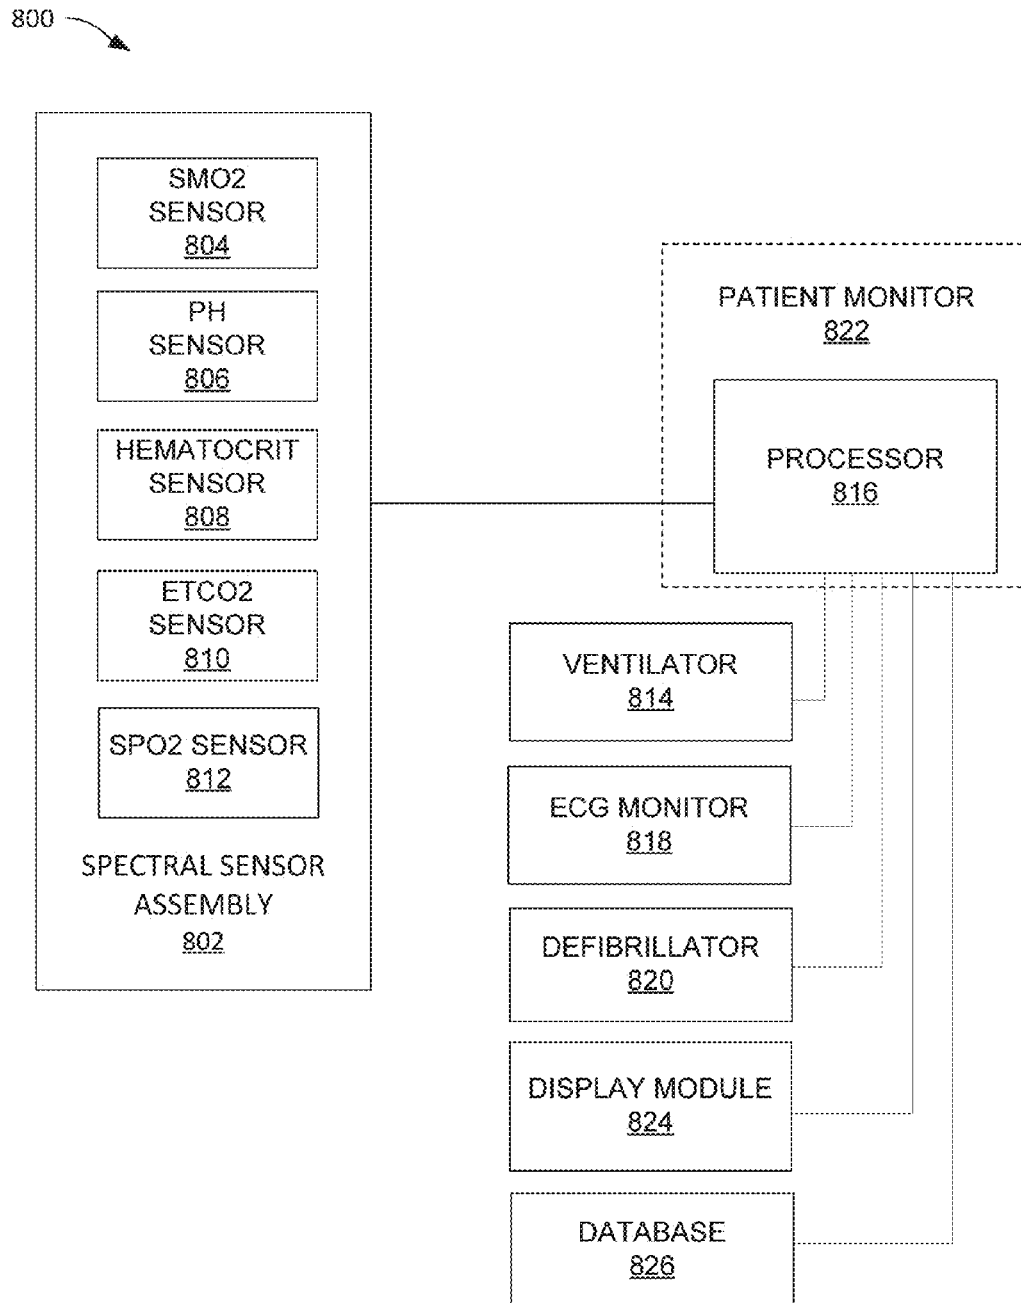 800
SMO2
SENSOR
804
PH
SENSOR
806
HEMATOCRIT
SENSOR
808
ETCO2
SENSOR
810
SPO2 SENSOR
812
SPECTRAL SENSOR
ASSEMBLY
802
PATIENT MONITOR
822
PROCESSOR
816
VENTILATOR
814
ECG MONITOR
818
DEFIBRILLATOR
820
DISPLAY MODULE
824
DATABASE
826